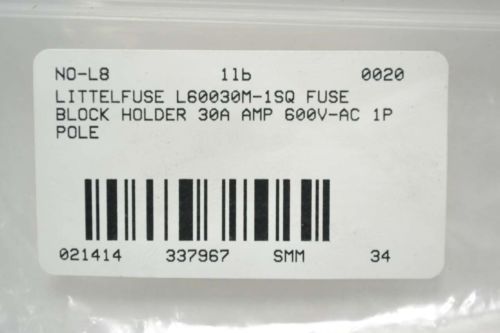 NO-L8 1lb 0020
LITTELFUSE L60030M-1SQ FUSE
BLOCK HOLDER 30A AMP 600V-AC 1P
POLE
021414 337967 SMM 34